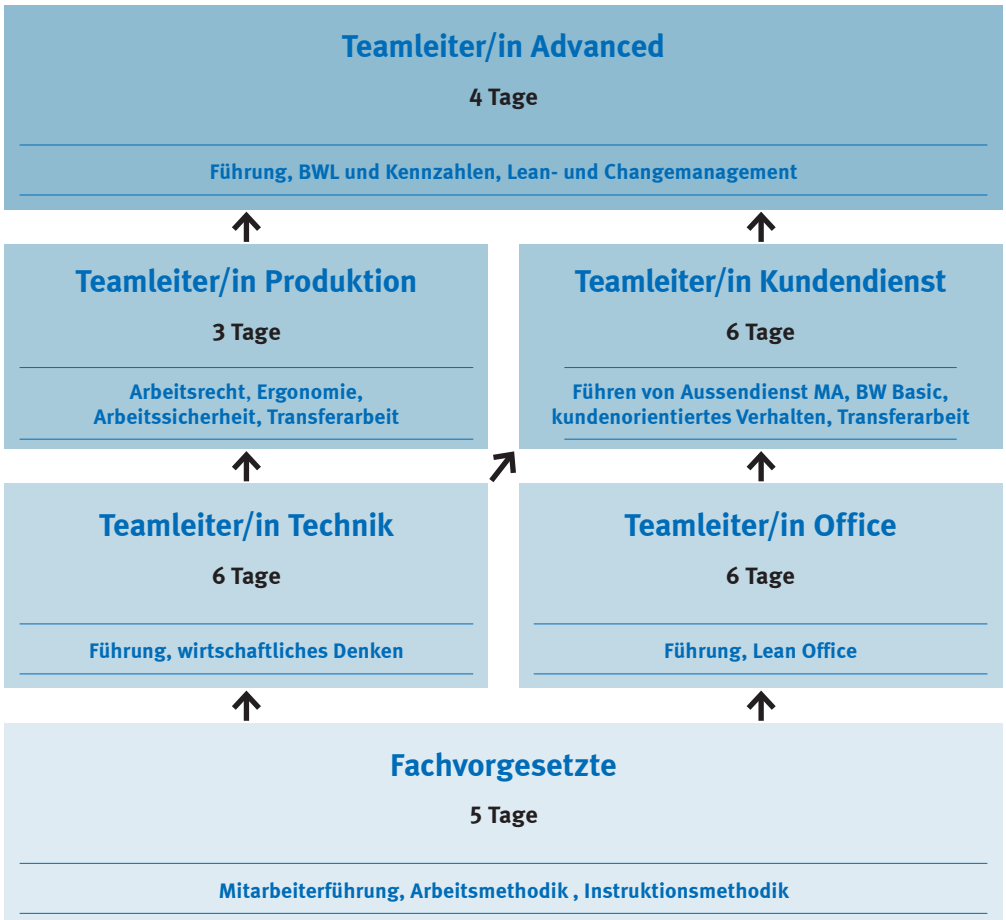 Teamleiter/in Advanced
4 Tage
Führung, BWL und Kennzahlen, Lean- und Changemanagement
Teamleiter/in Produktion
3 Tage
Arbeitsrecht, Ergonomie,
Arbeitssicherheit, Transferarbeit
Teamleiter/in Kundendienst
6 Tage
Führen von Aussendienst MA, BW Basic,
kundenorientiertes Verhalten, Transferarbeit
Teamleiter/in Technik
6 Tage
Führung, wirtschaftliches Denken
Teamleiter/in Office
6 Tage
Führung, Lean Office
Fachvorgesetzte
5 Tage
Mitarbeiterführung, Arbeitsmethodik , Instruktionsmethodik